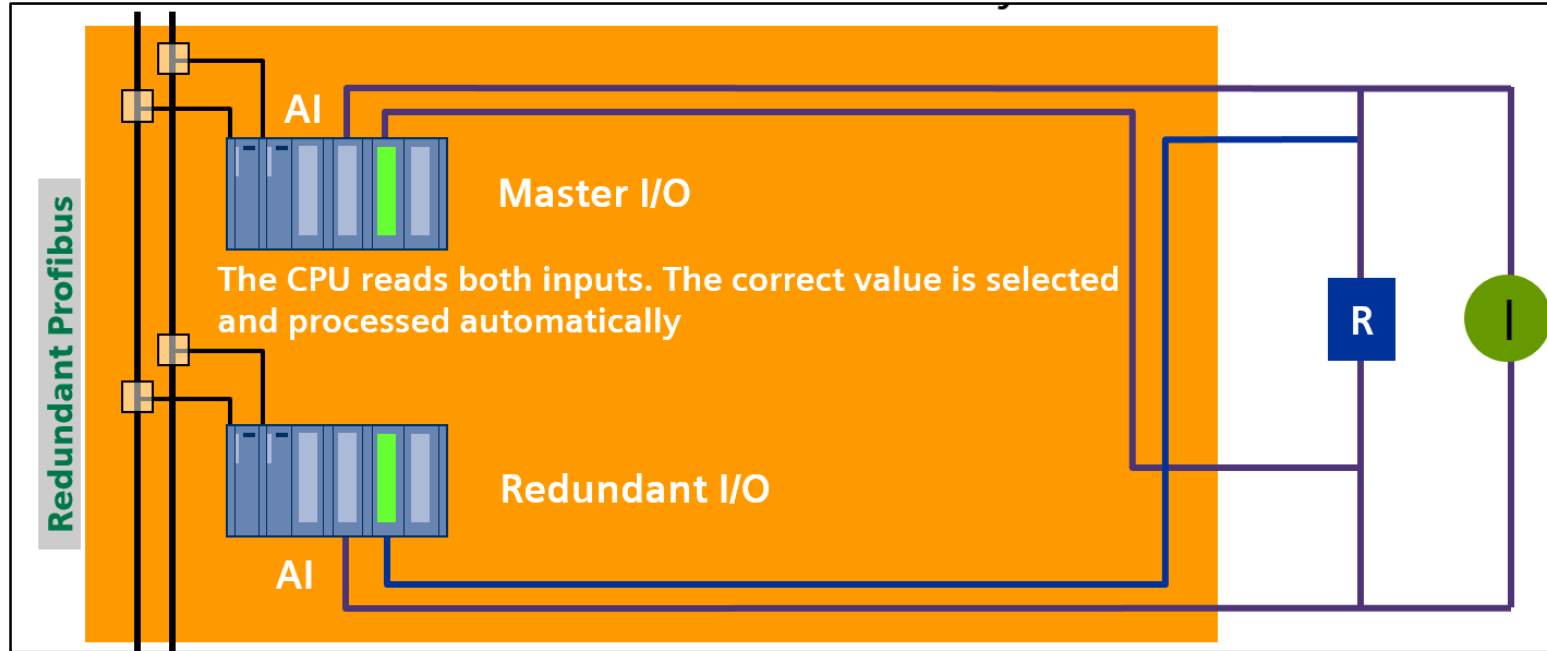 AI
Master I/O
The CPU reads both inputs. The correct value is selected
and processed automatically
Redundant Profibus
R
I
Redundant I/O
AI